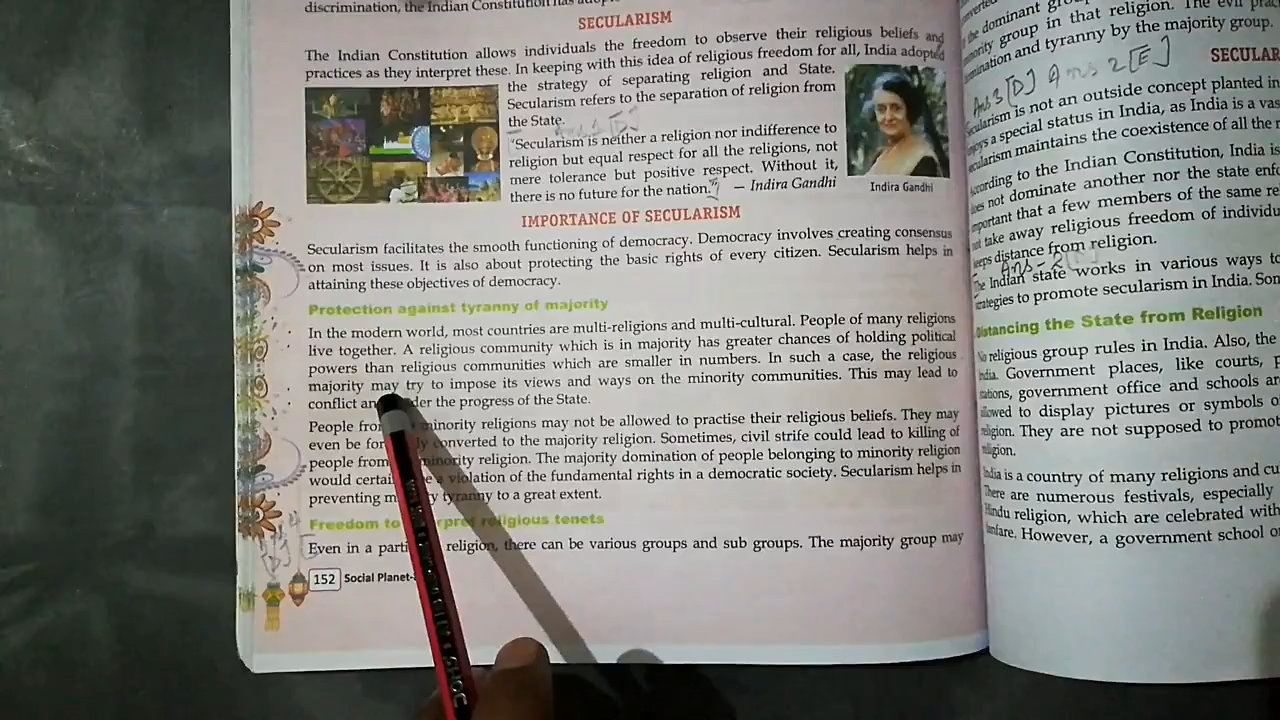 discrimination, the Indian Constitution has
SECULARISM
The Indian Constitution allows individuals the freedom to observe their religious beliefs and
practices as they interpret these. In keeping with this idea of religious freedom for all, India adopted
the strategy of separating religion and State.
Secularism refers to the separation of religion from
the State.
"Secularism is neither a religion nor indifference to
religion but equal respect for all the religions, not
mere tolerance but positive respect. Without it,
there is no future for the nation." — Indira Gandhi
Indira Gandhi
IMPORTANCE OF SECULARISM
Secularism facilitates the smooth functioning of democracy. Democracy involves creating consensus
on most issues. It is also about protecting the basic rights of every citizen. Secularism helps in
attaining these objectives of democracy.
Protection against tyranny of majority
In the modern world, most countries are multi-religions and multi-cultural. People of many religions
live together. A religious community which is in majority has greater chances of holding political
powers than religious communities which are smaller in numbers. In such a case, the religious
majority may try to impose its views and ways on the minority communities. This may lead to
conflict and the progress of the State.
People minority religions may not be allowed to practise their religious beliefs. They may
even be converted to the majority religion. Sometimes, civil strife could lead to killing of
people from minority religion. The majority domination of people belonging to minority religion
would a violation of the fundamental rights in a democratic society. Secularism helps in
preventing tyranny to a great extent.
Freedom to religious tenets
Even in a religion, there can be various groups and sub groups. The majority group may
152 Social Planet-
the dominant
group in that religion. The evil
and tyranny by the majority group.
SECULAR
Ans 3 [D] Ans 2 [E]
is not an outside concept planted in
a special status in India, as India is a vas
maintains the coexistence of all the
According to the Indian Constitution, India is
does not dominate another nor the state enfo
important that a few members of the same re
not take away religious freedom of individu
keeps distance from religion.
The Indian state works in various ways to
strategies to promote secularism in India. Som
Distancing the State from Religion
No religious group rules in India. Also, the
India. Government places, like courts, p
stations, government office and schools ar
allowed to display pictures or symbols o
religion. They are not supposed to promot
religion.
India is a country of many religions and cu
There are numerous festivals, especially
Hindu religion, which are celebrated with
fanfare. However, a government school o